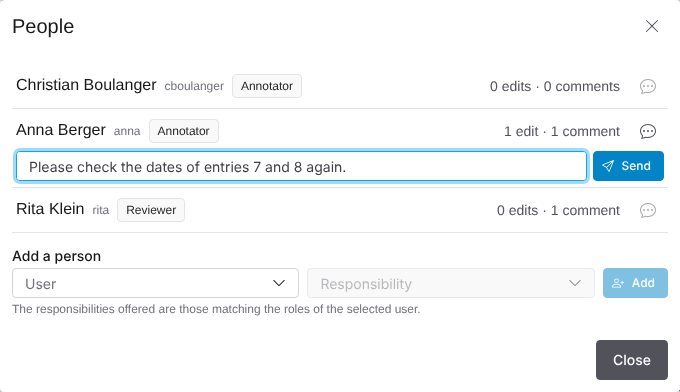 People
Christian Boulanger cboulanger Annotator 0 edits · 0 comments
Anna Berger anna Annotator 1 edit · 1 comment
Please check the dates of entries 7 and 8 again. Send
Rita Klein rita Reviewer 0 edits · 1 comment
Add a person
User Responsibility Add
The responsibilities offered are those matching the roles of the selected user.
Close